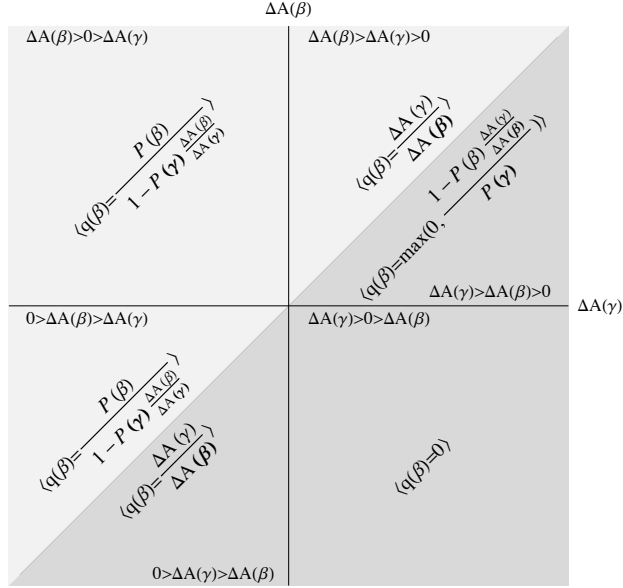 ΔA(β)
ΔA(β)>0>ΔA(γ)
ΔA(β)>ΔA(γ)>0
⟨q(β)=P(β)/(1−P(γ) ΔA(β)/ΔA(γ))⟩
⟨q(β)=ΔA(γ)/ΔA(β)⟩
⟨q(β)=max(0, (1−P(β) ΔA(γ)/ΔA(β))/P(γ))⟩
ΔA(γ)>ΔA(β)>0
ΔA(γ)
0>ΔA(β)>ΔA(γ)
ΔA(γ)>0>ΔA(β)
⟨q(β)=P(β)/(1−P(γ) ΔA(β)/ΔA(γ))⟩
⟨q(β)=ΔA(γ)/ΔA(β)⟩
⟨q(β)=0⟩
0>ΔA(γ)>ΔA(β)